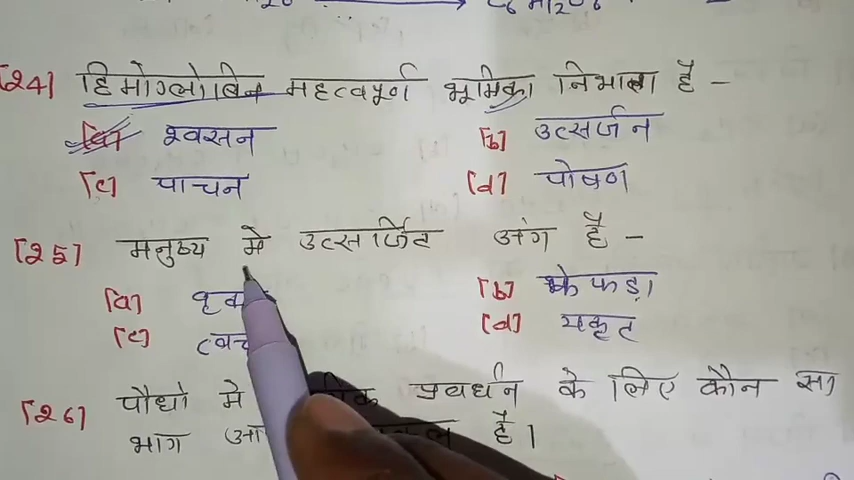 [24] हिमोग्लोबिन महत्वपूर्ण भूमिका निभाता है -
[a] श्वसन [b] उत्सर्जन
[c] पाचन [d] पोषण
[25] मनुष्य मे उत्सर्जित अंग है -
[a] [b] फेफड़ा
[c] [d] यकृत
[26] पौधो मे प्रवर्धन के लिए कौन सा
भाग है।